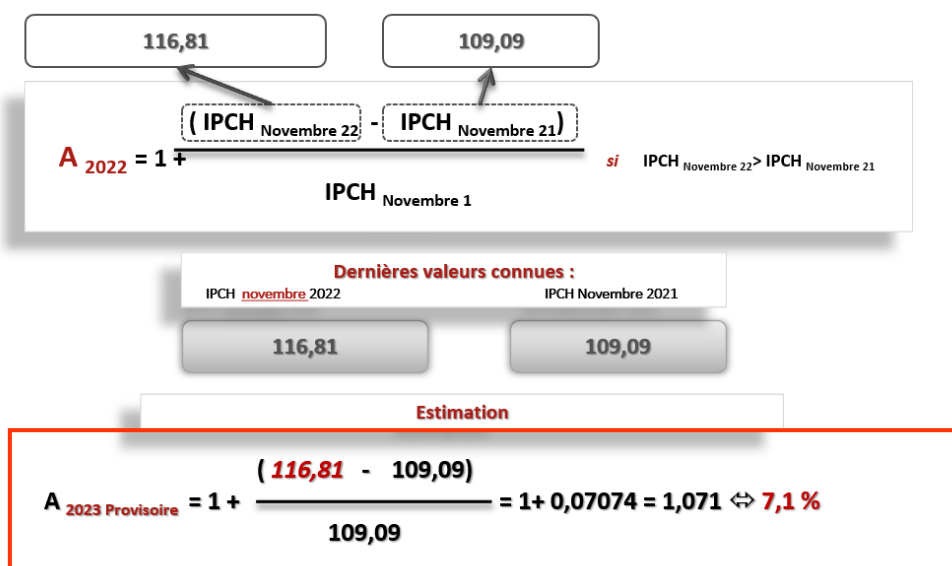 116,81 109,09
( IPCH Novembre 22 - IPCH Novembre 21)
A 2022 = 1 + si IPCH Novembre 22> IPCH Novembre 21
IPCH Novembre 1
Dernières valeurs connues :
IPCH novembre 2022 IPCH Novembre 2021
116,81 109,09
Estimation
( 116,81 - 109,09)
A 2023 Provisoire = 1 + = 1+ 0,07074 = 1,071 ⇔ 7,1 %
109,09